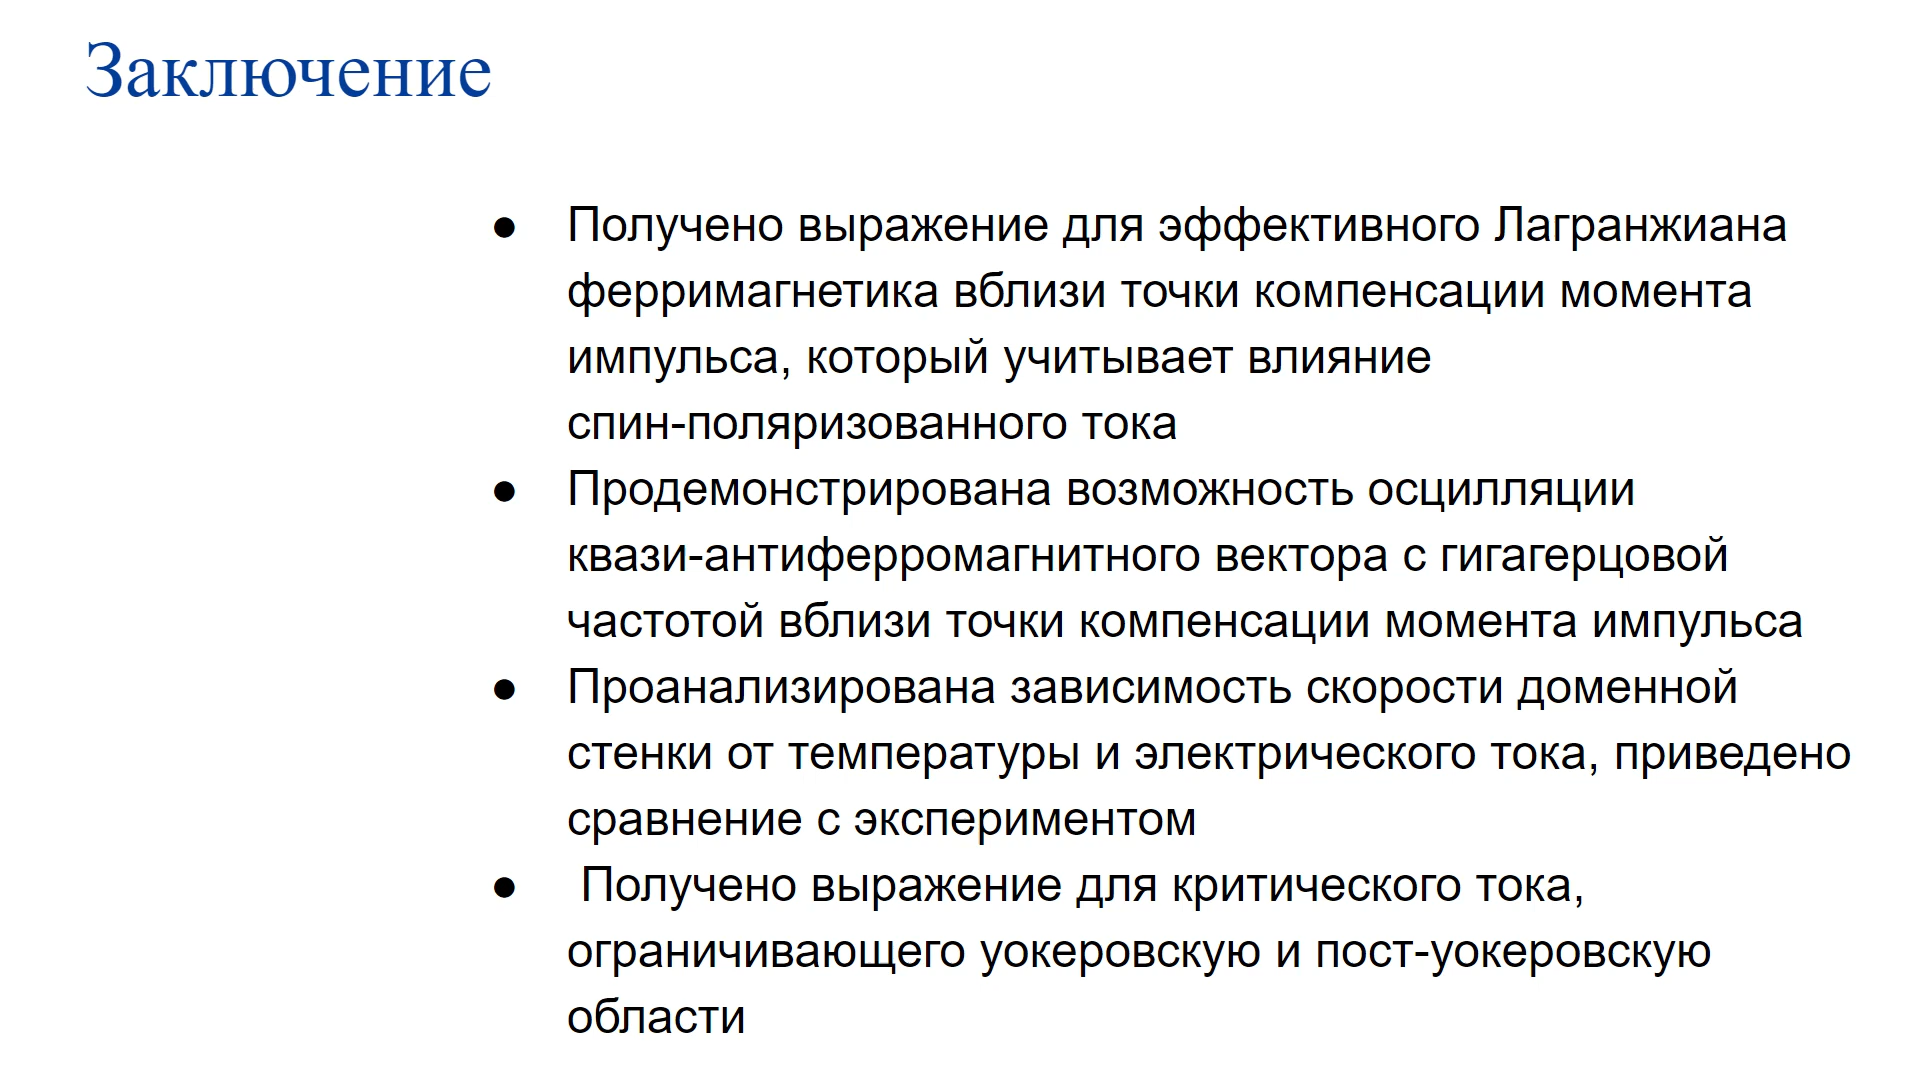 Заключение
● Получено выражение для эффективного Лагранжиана
ферримагнетика вблизи точки компенсации момента
импульса, который учитывает влияние
спин-поляризованного тока
● Продемонстрирована возможность осцилляции
квази-антиферромагнитного вектора с гигагерцовой
частотой вблизи точки компенсации момента импульса
● Проанализирована зависимость скорости доменной
стенки от температуры и электрического тока, приведено
сравнение с экспериментом
● Получено выражение для критического тока,
ограничивающего уокеровскую и пост-уокеровскую
области